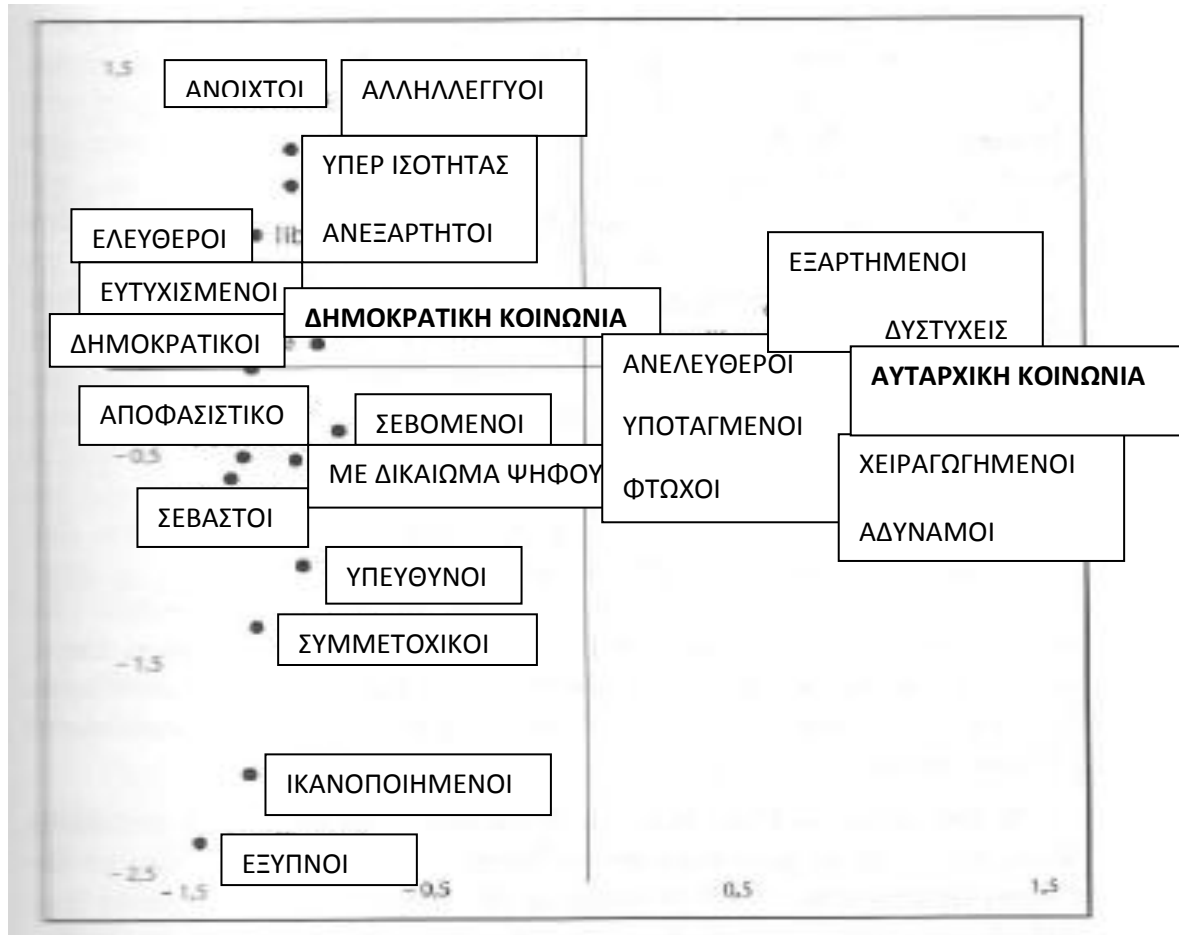 1,5
ΑΝΟΙΧΤΟΙ
ΑΛΛΗΛΛΕΓΓΥΟΙ
ΥΠΕΡ ΙΣΟΤΗΤΑΣ
ΕΛΕΥΘΕΡΟΙ
lib
ΑΝΕΞΑΡΤΗΤΟΙ
ΕΞΑΡΤΗΜΕΝΟΙ
ΕΥΤΥΧΙΣΜΕΝΟΙ
ΔΗΜΟΚΡΑΤΙΚΗ ΚΟΙΝΩΝΙΑ
ΔΥΣΤΥΧΕΙΣ
ΔΗΜΟΚΡΑΤΙΚΟΙ
ΑΝΕΛΕΥΘΕΡΟΙ
ΑΥΤΑΡΧΙΚΗ ΚΟΙΝΩΝΙΑ
ΑΠΟΦΑΣΙΣΤΙΚΟ
ΣΕΒΟΜΕΝΟΙ
ΥΠΟΤΑΓΜΕΝΟΙ
-0,5
ΜΕ ΔΙΚΑΙΩΜΑ ΨΗΦΟΥ
ΦΤΩΧΟΙ
ΧΕΙΡΑΓΩΓΗΜΕΝΟΙ
ΣΕΒΑΣΤΟΙ
ΑΔΥΝΑΜΟΙ
ΥΠΕΥΘΥΝΟΙ
ΣΥΜΜΕΤΟΧΙΚΟΙ
-1,5
ΙΚΑΝΟΠΟΙΗΜΕΝΟΙ
ΕΞΥΠΝΟΙ
-2,5
-1,5
-0,5
0,5
1,5